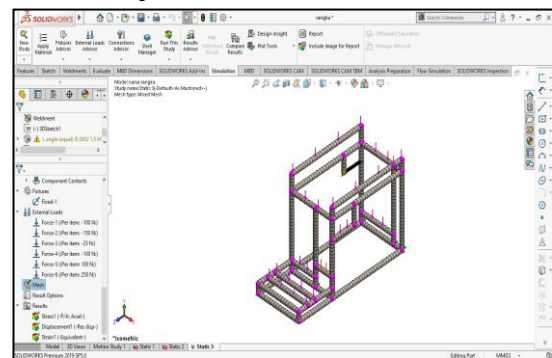 SOLIDWORKS
rangka *
Search Commands
New Study
Apply Material
Fixtures Advisor
External Loads Advisor
Connections Advisor
Shell Manager
Run This Study
Results Advisor
Compare Results
Design Insight
Plot Tools
Report
Include Image for Report
Offloaded Simulation
Manage Network
Features Sketch Weldments Evaluate MBD Dimensions SOLIDWORKS Add-Ins Simulation MBD SOLIDWORKS CAM SOLIDWORKS CAM TBM Analysis Preparation Flow Simulation SOLIDWORKS Inspection
Model name: rangka
Study name: Static 3(-Default<As Machined>-)
Mesh type: Mixed Mesh
Weldment
(-) 3DSketch1
Component Contacts
Fixtures
Fixed-1
External Loads
Force-1 (:Per item: -100 N:)
Force-2 (:Per item: -150 N:)
Force-3 (:Per item: -25 N:)
Force-4 (:Per item: -100 N:)
Force-5 (:Per item: 100 N:)
Force-6 (:Per item: 250 N:)
Mesh
Result Options
Results
Stress1 (-P/A: Axial-)
Displacement1 (-Res disp-)
Strain1 (-Equivalent-)
*Isometric
Model 3D Views Motion Study 1 Static 1 Static 2 Static 3
SOLIDWORKS Premium 2019 SP5.0
Editing Part MMGS